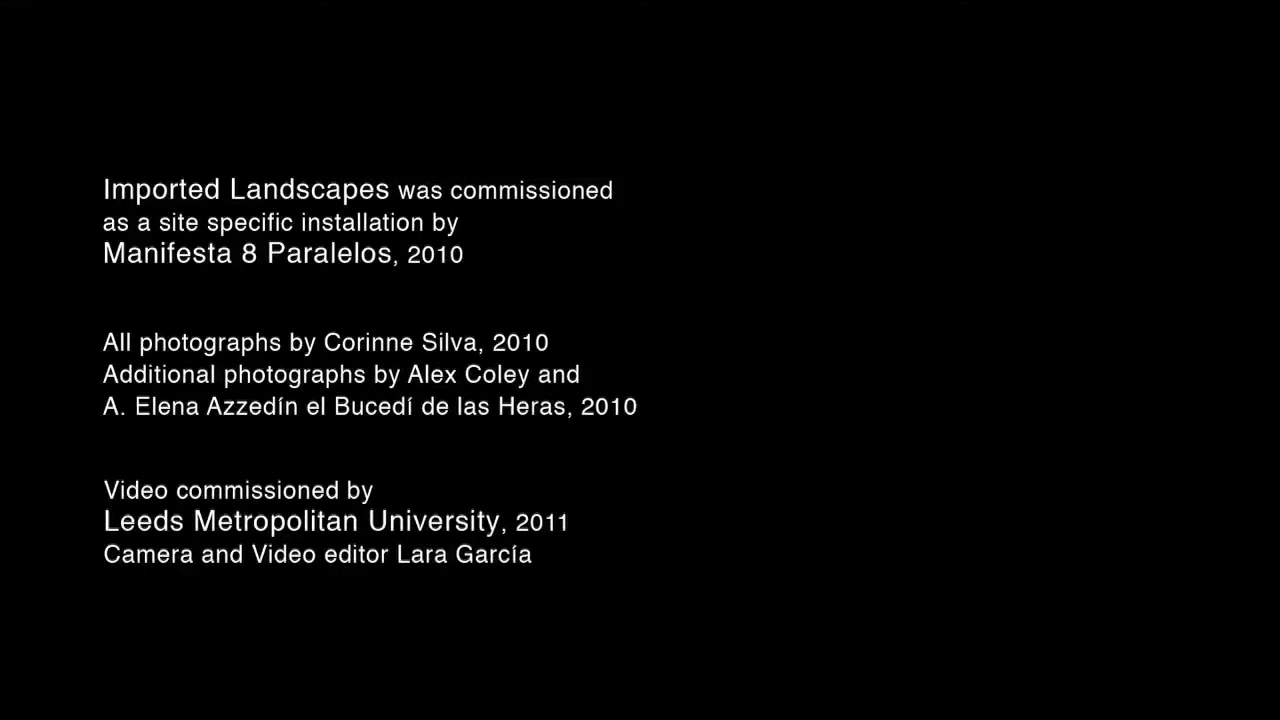 Imported Landscapes was commissioned
as a site specific installation by
Manifesta 8 Paralelos, 2010
All photographs by Corinne Silva, 2010
Additional photographs by Alex Coley and
A. Elena Azzedín el Bucedí de las Heras, 2010
Video commissioned by
Leeds Metropolitan University, 2011
Camera and Video editor Lara García